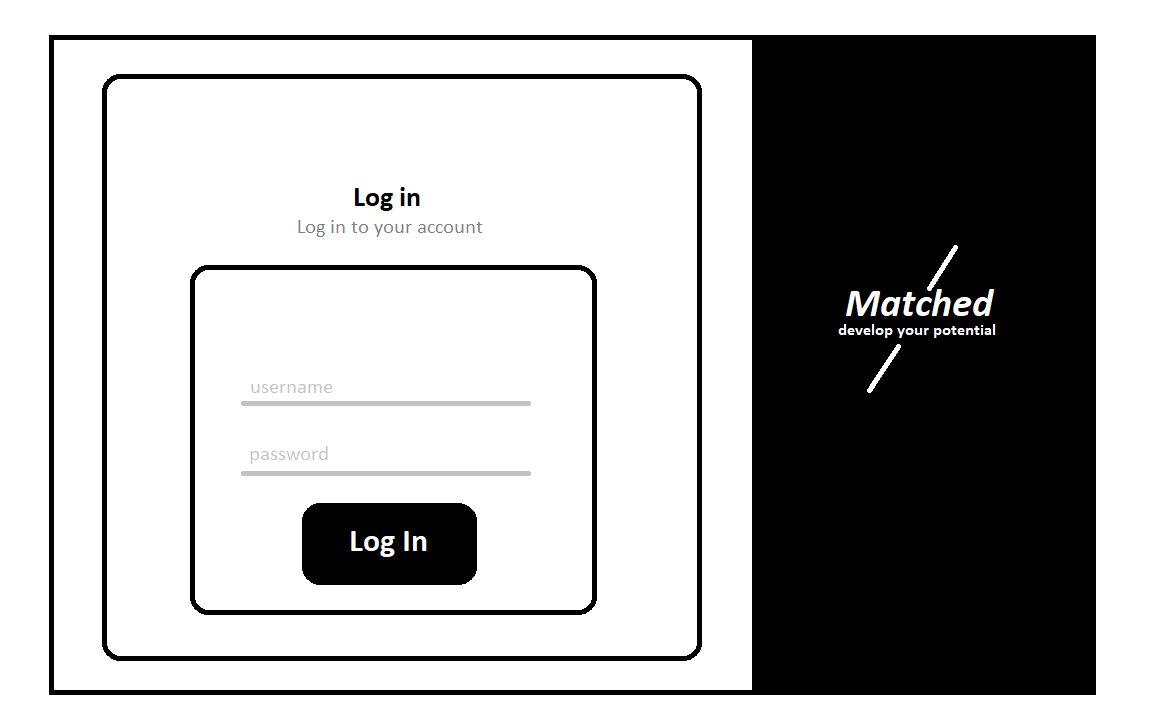 Log in
Log in to your account
username
password
Log In
Matched
develop your potential